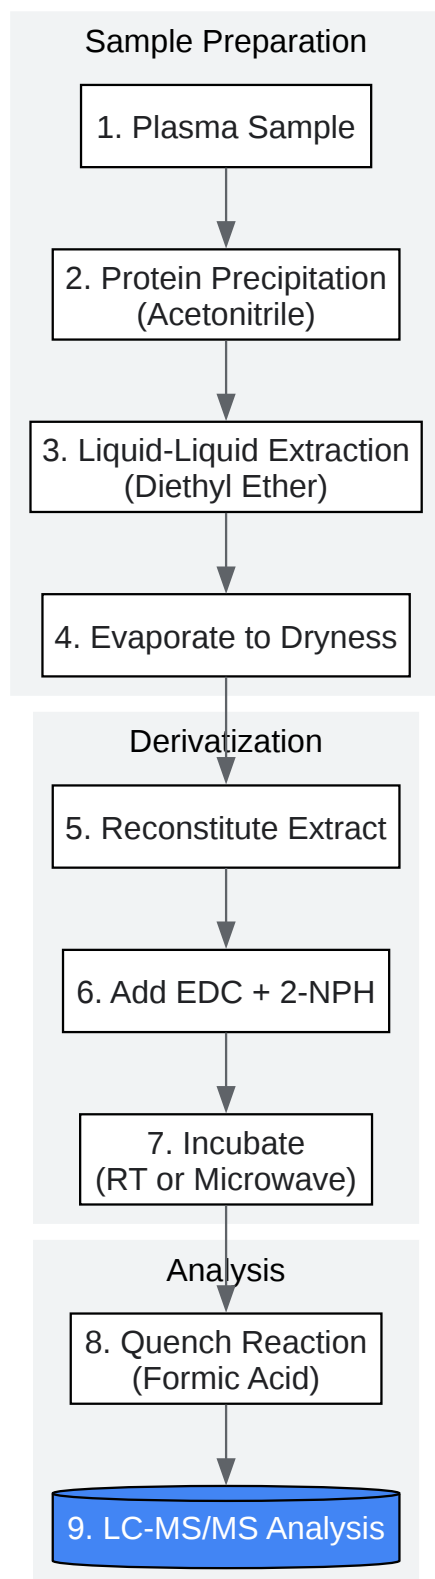 Sample Preparation
1. Plasma Sample
2. Protein Precipitation
(Acetonitrile)
3. Liquid-Liquid Extraction
(Diethyl Ether)
4. Evaporate to Dryness
Derivatization
5. Reconstitute Extract
6. Add EDC + 2-NPH
7. Incubate
(RT or Microwave)
Analysis
8. Quench Reaction
(Formic Acid)
9. LC-MS/MS Analysis